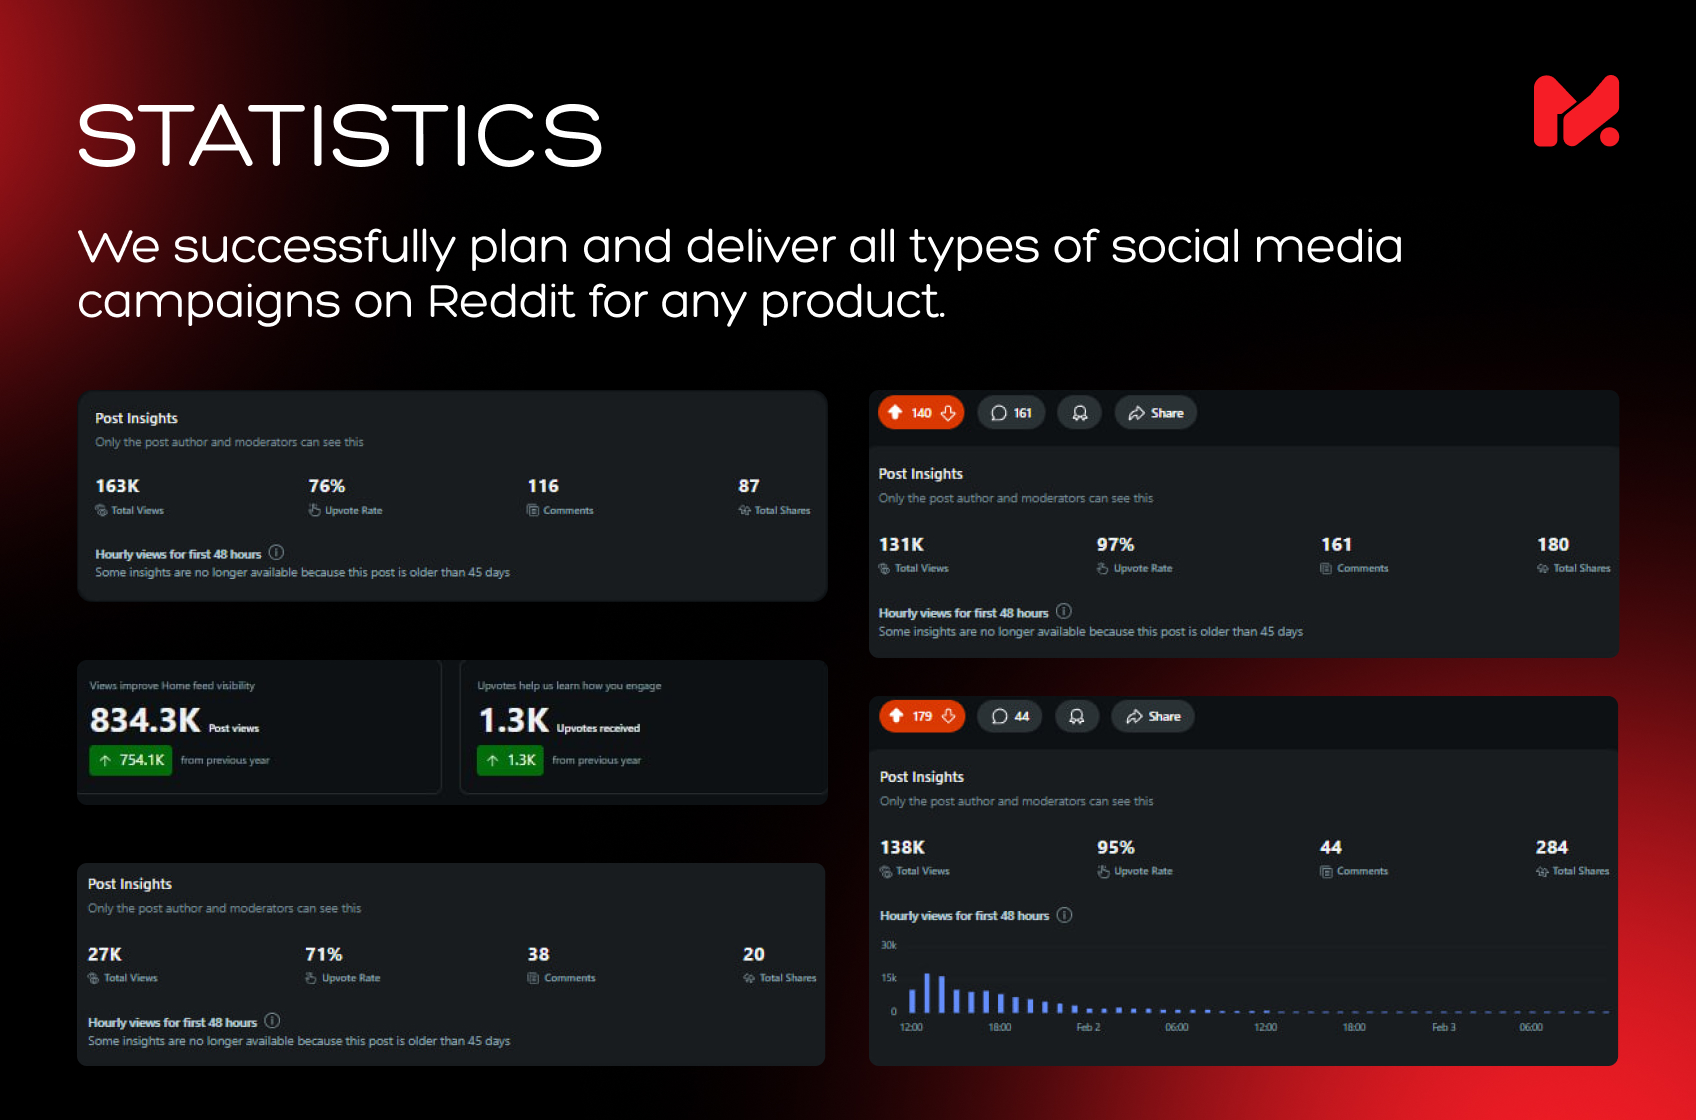 STATISTICS
We successfully plan and deliver all types of social media
campaigns on Reddit for any product.
Post Insights
Only the post author and moderators can see this
163K 76% 116 87
Total Views Upvote Rate Comments Total Shares
Hourly views for first 48 hours
Some insights are no longer available because this post is older than 45 days
Views improve Home feed visibility
834.3K Post views
754.1K from previous year
Upvotes help us learn how you engage
1.3K Upvotes received
1.3K from previous year
Post Insights
Only the post author and moderators can see this
27K 71% 38 20
Total Views Upvote Rate Comments Total Shares
Hourly views for first 48 hours
Some insights are no longer available because this post is older than 45 days
140 161 Share
Post Insights
Only the post author and moderators can see this
131K 97% 161 180
Total Views Upvote Rate Comments Total Shares
Hourly views for first 48 hours
Some insights are no longer available because this post is older than 45 days
179 44 Share
Post Insights
Only the post author and moderators can see this
138K 95% 44 284
Total Views Upvote Rate Comments Total Shares
Hourly views for first 48 hours
30k
15k
0
12:00 18:00 Feb 2 06:00 12:00 18:00 Feb 3 06:00